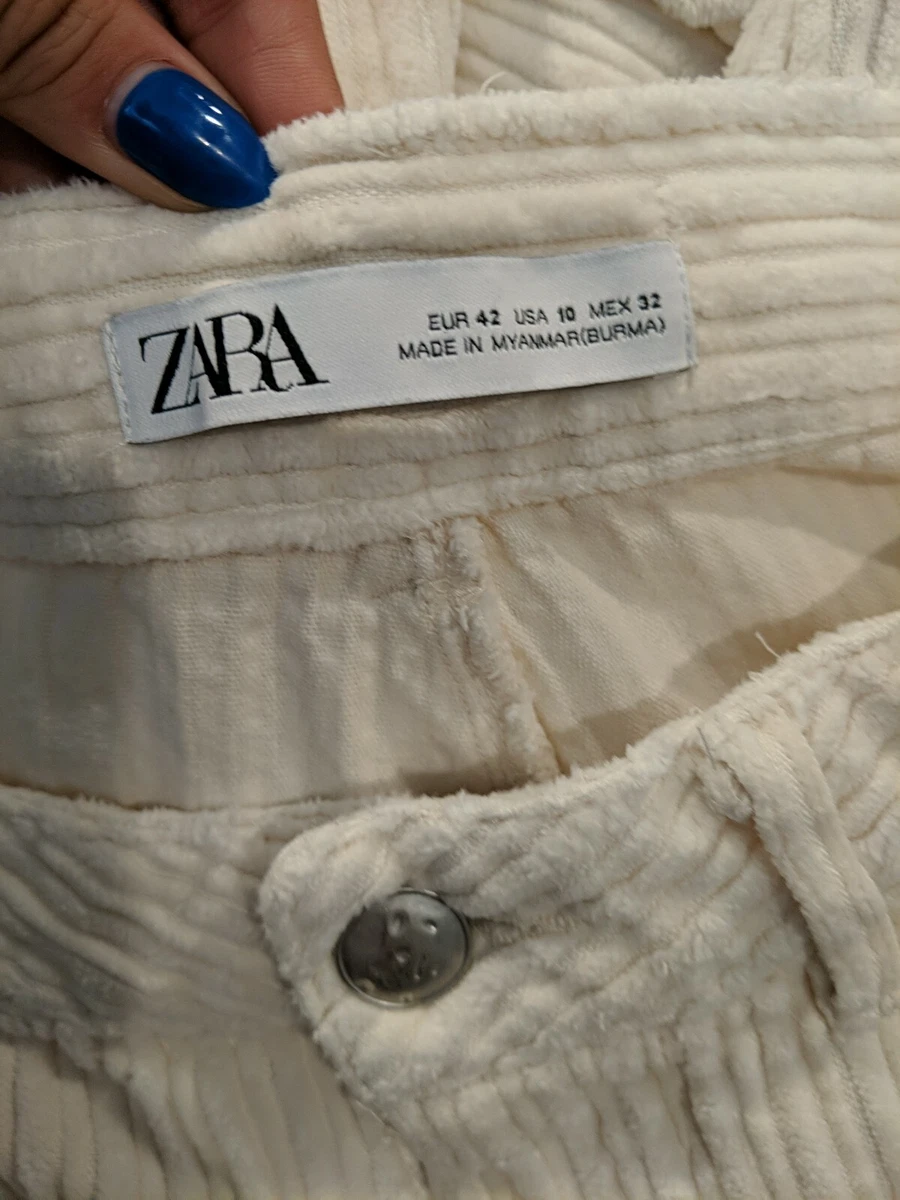 ZARA
EUR 42 USA 10 MEX 32
MADE IN MYANMAR(BURMA)